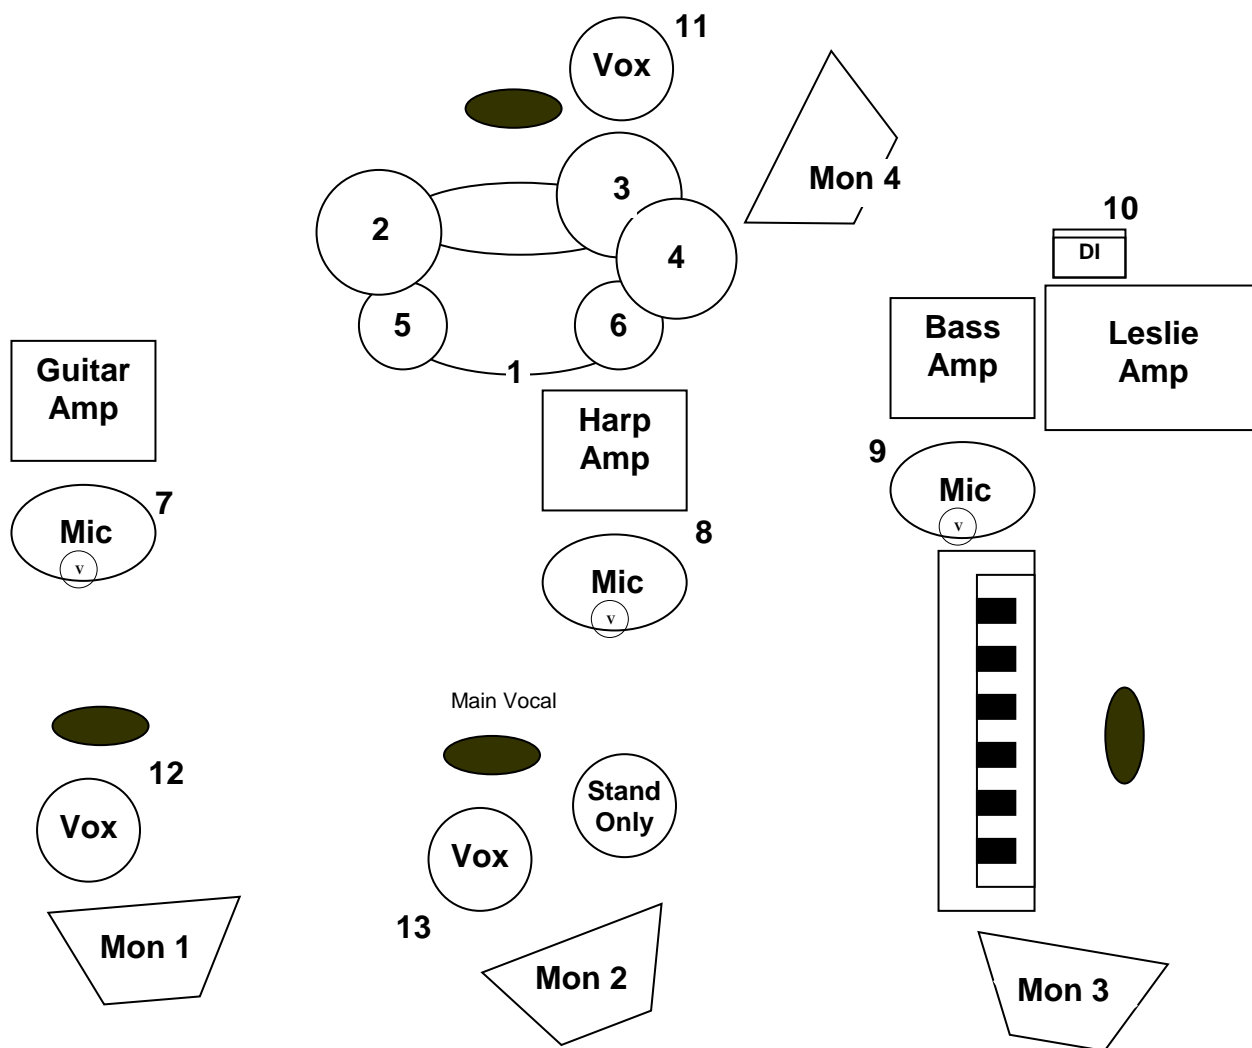 11
Vox
3
Mon 4
2
10
4
DI
5
6
Bass
Amp
Leslie
Amp
1
Guitar
Amp
Harp
Amp
9
Mic
v
7
Mic
v
8
Mic
v
Main Vocal
12
Vox
Stand
Only
Vox
13
Mon 1
Mon 2
Mon 3